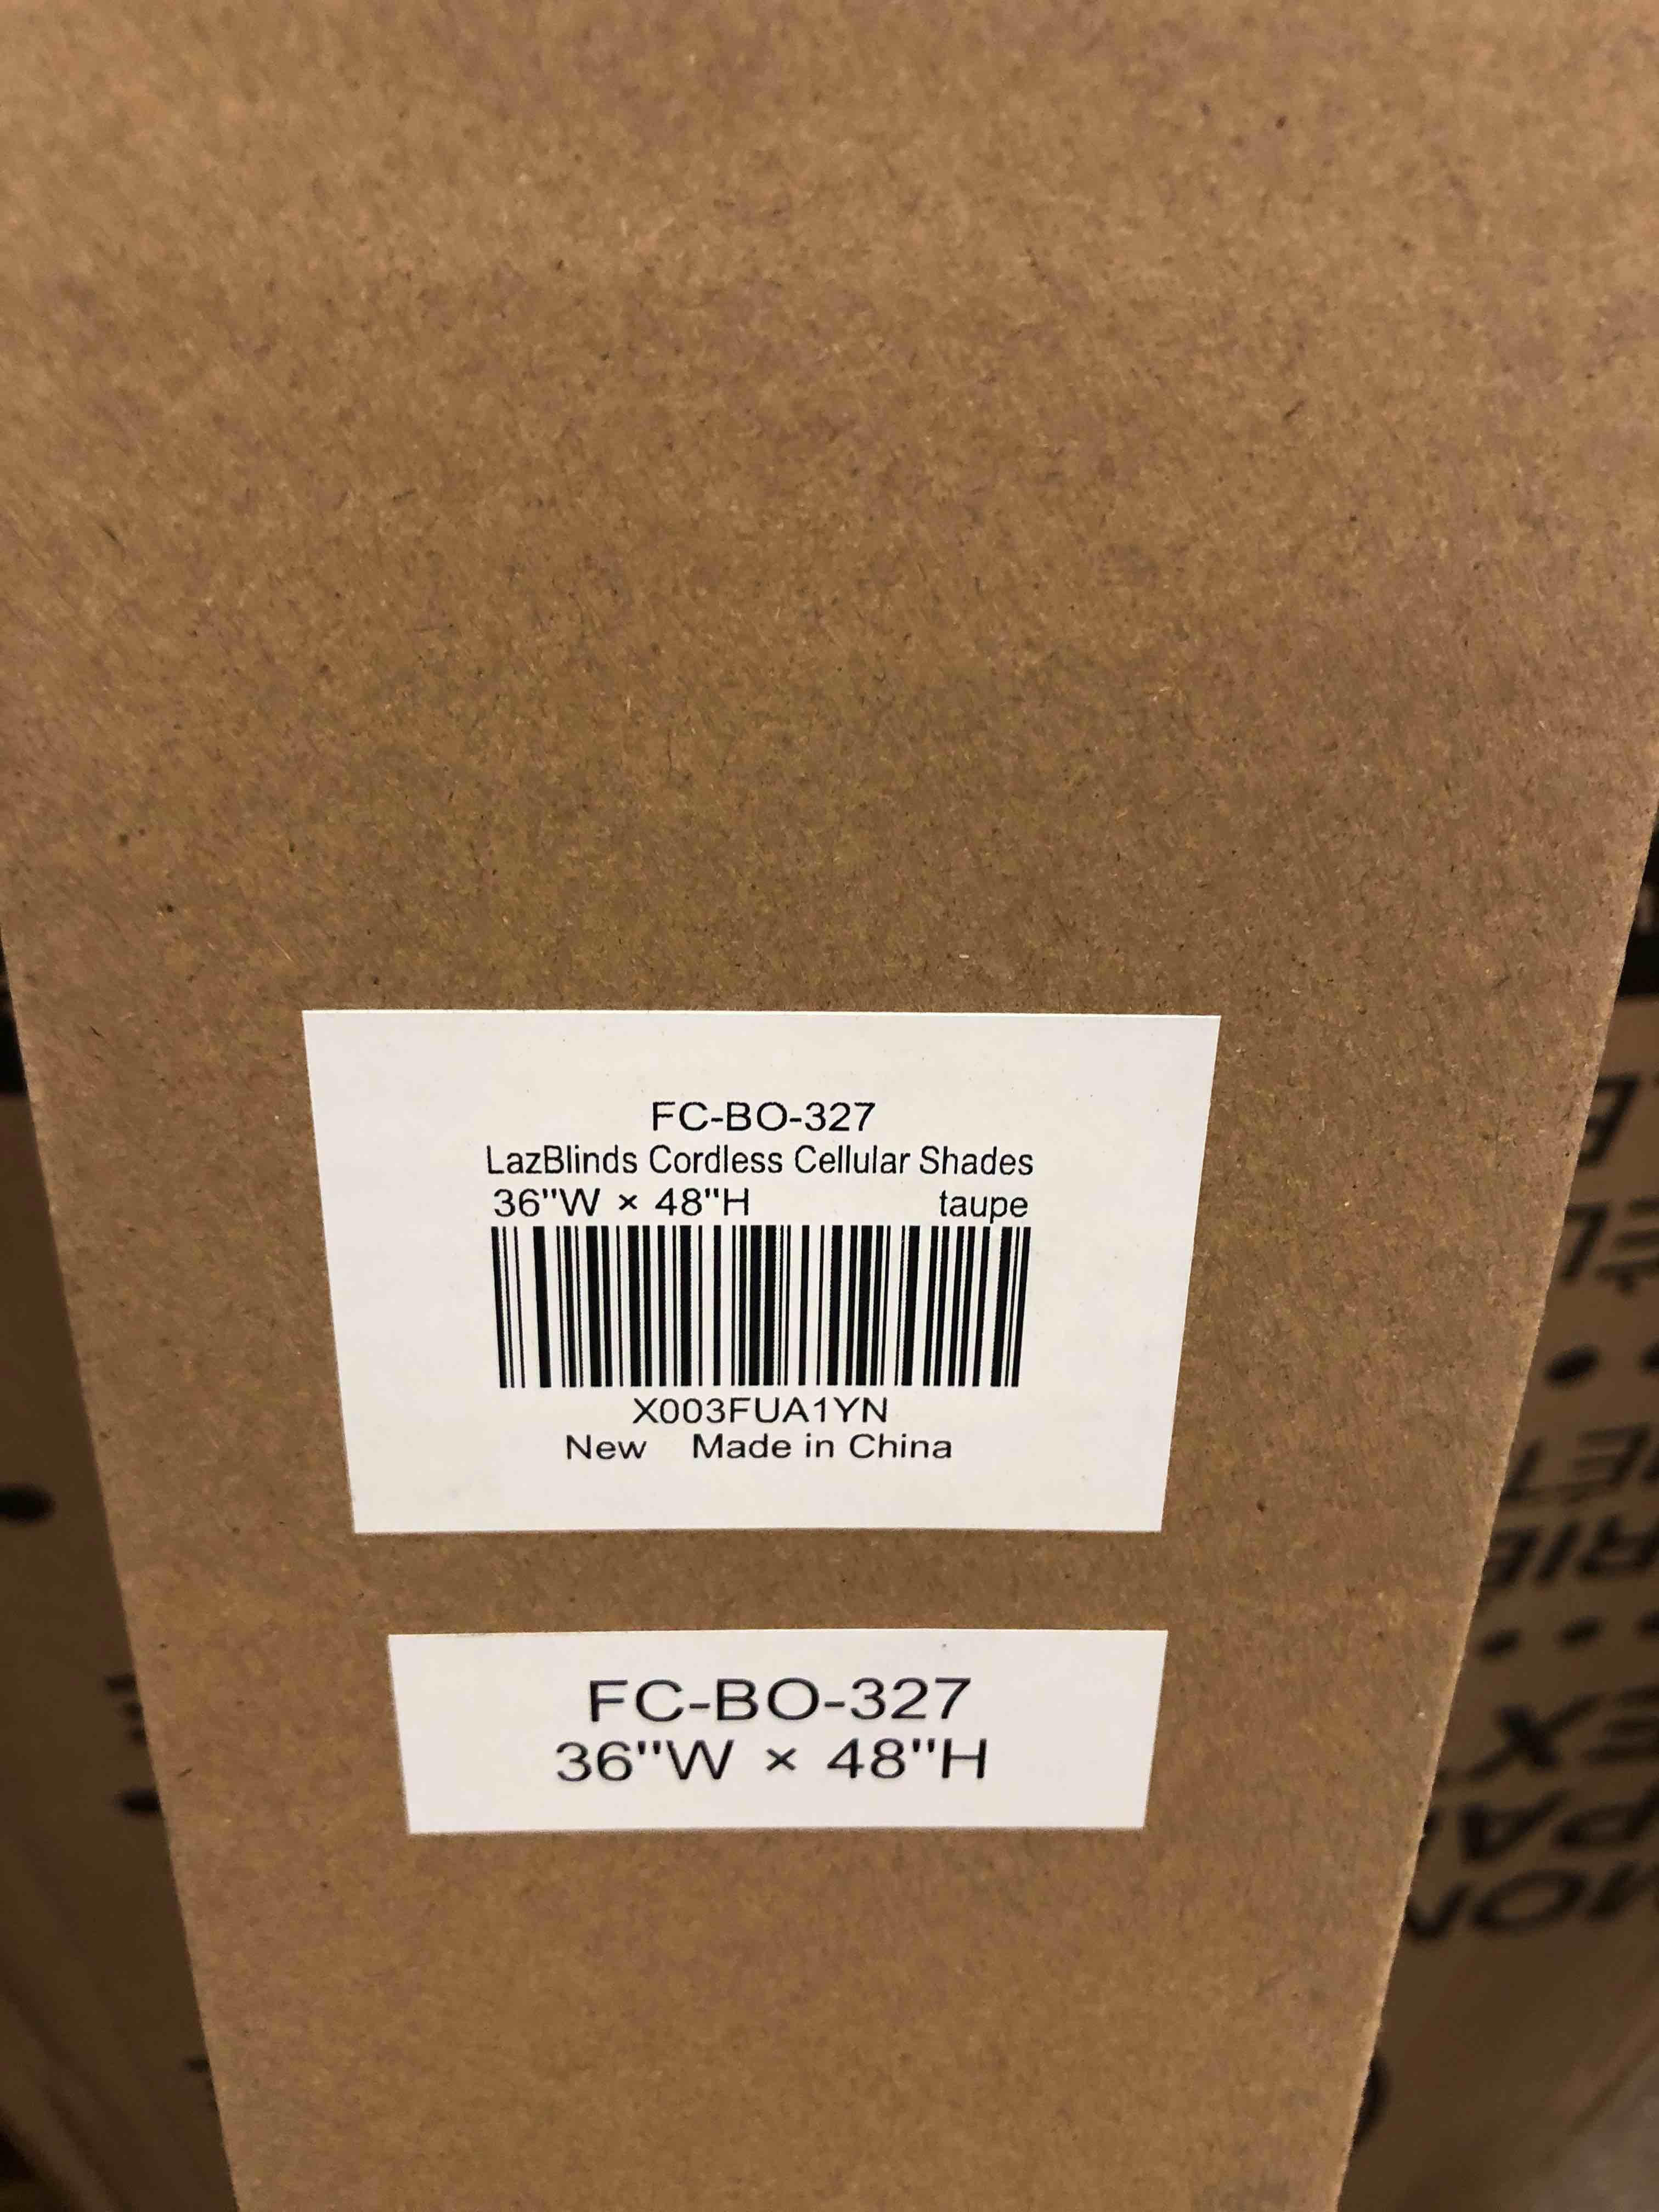 FC-BO-327
LazBlinds Cordless Cellular Shades
36"W × 48"H taupe
X003FUA1YN
New Made in China
FC-BO-327
36"W × 48"H